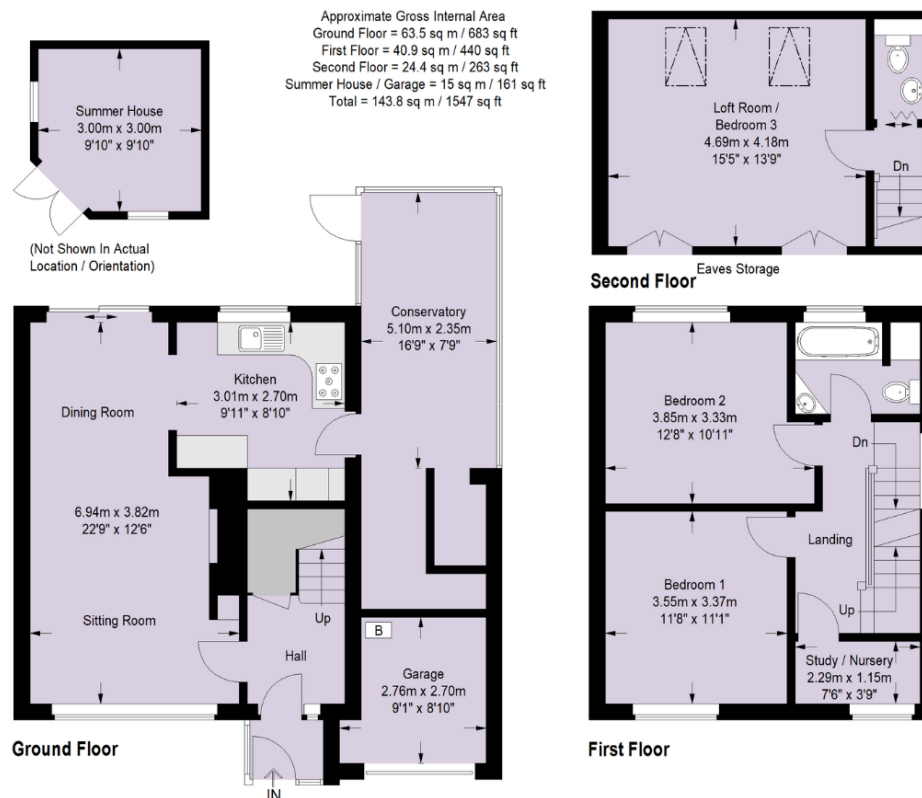 Approximate Gross Internal Area
Ground Floor = 63.5 sq m / 683 sq ft
First Floor = 40.9 sq m / 440 sq ft
Second Floor = 24.4 sq m / 263 sq ft
Summer House / Garage = 15 sq m / 161 sq ft
Total = 143.8 sq m / 1547 sq ft
Summer House
3.00m x 3.00m
9'10" x 9'10"
(Not Shown In Actual
Location / Orientation)
Loft Room /
Bedroom 3
4.69m x 4.18m
15'5" x 13'9"
Dn
Eaves Storage
Second Floor
Conservatory
5.10m x 2.35m
16'9" x 7'9"
Kitchen
3.01m x 2.70m
9'11" x 8'10"
Dining Room
6.94m x 3.82m
22'9" x 12'6"
Sitting Room
Up
Hall
B
Garage
2.76m x 2.70m
9'1" x 8'10"
IN
Ground Floor
Bedroom 2
3.85m x 3.33m
12'8" x 10'11"
Dn
Landing
Up
Bedroom 1
3.55m x 3.37m
11'8" x 11'1"
Study / Nursery
2.29m x 1.15m
7'6" x 3'9"
First Floor